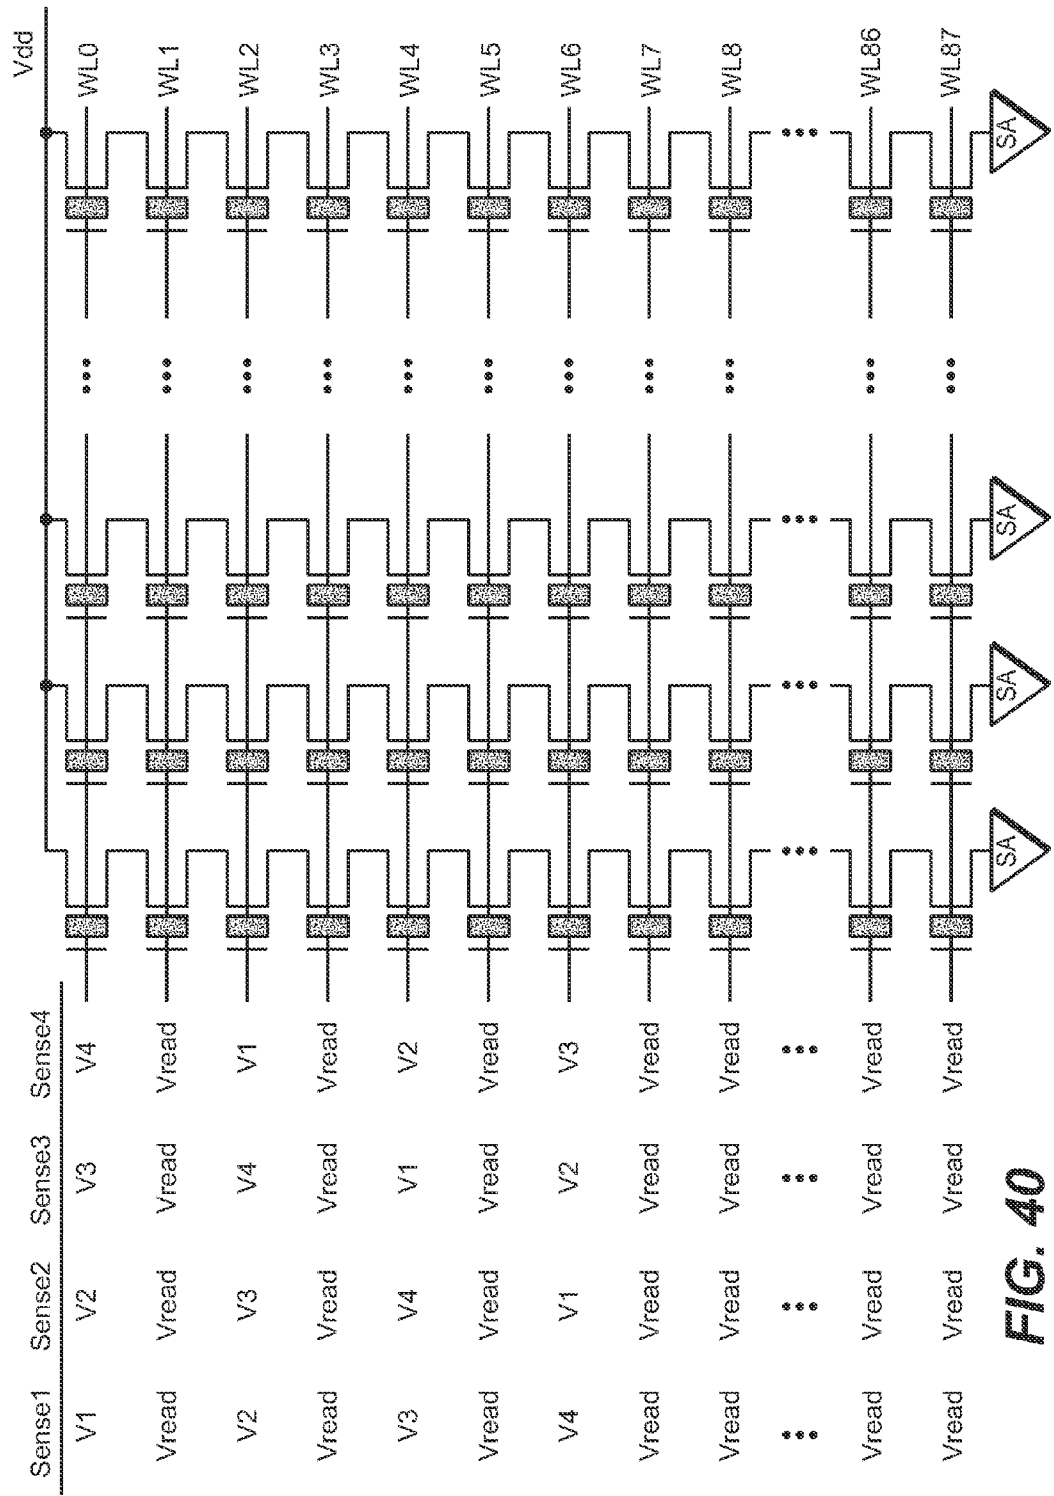 Vdd
Sense1 Sense2 Sense3 Sense4
V1 V2 V3 V4 WL0
Vread Vread Vread Vread WL1
V2 V3 V4 V1 WL2
Vread Vread Vread Vread WL3
V3 V4 V1 V2 WL4
Vread Vread Vread Vread WL5
V4 V1 V2 V3 WL6
Vread Vread Vread Vread WL7
Vread Vread Vread Vread WL8
Vread Vread Vread Vread WL86
Vread Vread Vread Vread WL87
SA SA SA SA
FIG. 40